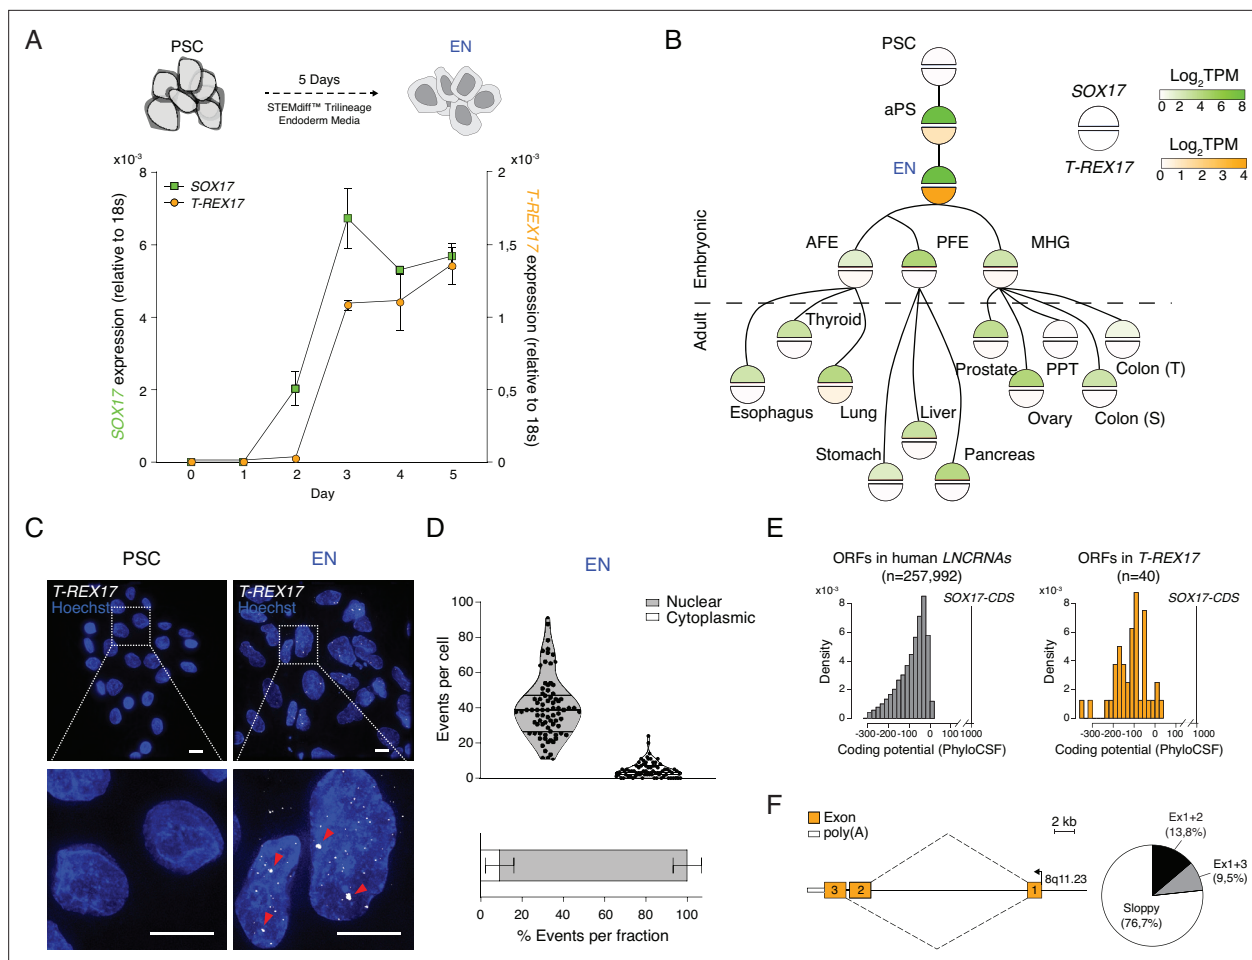 A
PSC
EN
5 Days
STEMdiff™ Trilineage
Endoderm Media
x10⁻³
x10⁻³
SOX17
T-REX17
8
6
4
2
0
2
1,5
1
0,5
0
SOX17 expression (relative to 18s)
T-REX17 expression (relative to 18s)
0 1 2 3 4 5
Day
B
PSC
aPS
EN
SOX17
T-REX17
Log₂TPM
0 2 4 6 8
Log₂TPM
0 1 2 3 4
Embryonic
Adult
AFE
PFE
MHG
Thyroid
Prostate
PPT
Colon (T)
Esophagus
Lung
Liver
Ovary
Colon (S)
Stomach
Pancreas
C
PSC
EN
T-REX17
Hoechst
T-REX17
Hoechst
D
EN
Nuclear
Cytoplasmic
Events per cell
100
80
60
40
20
0
0 20 40 60 80 100
% Events per fraction
E
ORFs in human LNCRNAs
(n=257,992)
x10⁻³
SOX17-CDS
8
6
4
2
0
Density
-300 -200 -100 0 1000
Coding potential (PhyloCSF)
ORFs in T-REX17
(n=40)
x10⁻³
SOX17-CDS
8
6
4
2
0
Density
-300 -200 -100 0 1000
Coding potential (PhyloCSF)
F
Exon
poly(A)
2 kb
3 2 1
8q11.23
Ex1+2
(13,8%)
Ex1+3
(9,5%)
Sloppy
(76,7%)